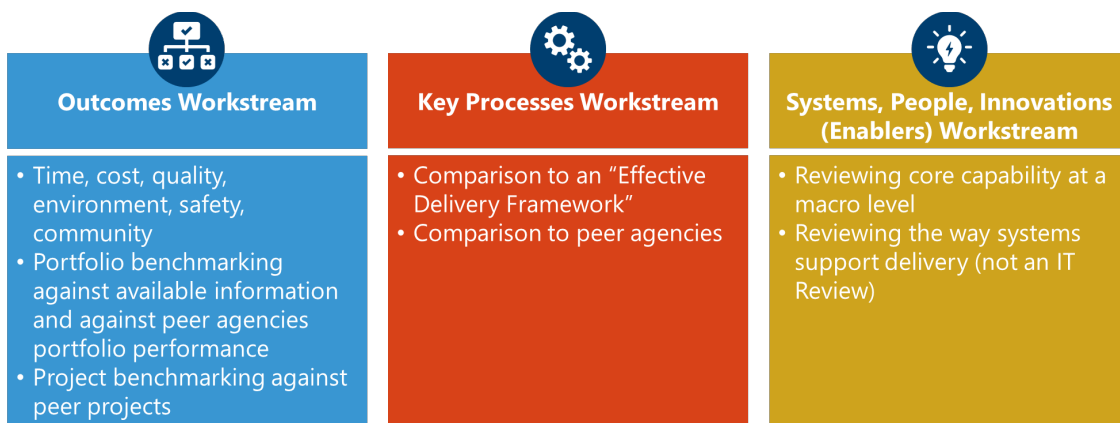 Outcomes Workstream
• Time, cost, quality,
environment, safety,
community
• Portfolio benchmarking
against available information
and against peer agencies
portfolio performance
• Project benchmarking against
peer projects
Key Processes Workstream
• Comparison to an “Effective
Delivery Framework”
• Comparison to peer agencies
Systems, People, Innovations
(Enablers) Workstream
• Reviewing core capability at a
macro level
• Reviewing the way systems
support delivery (not an IT
Review)